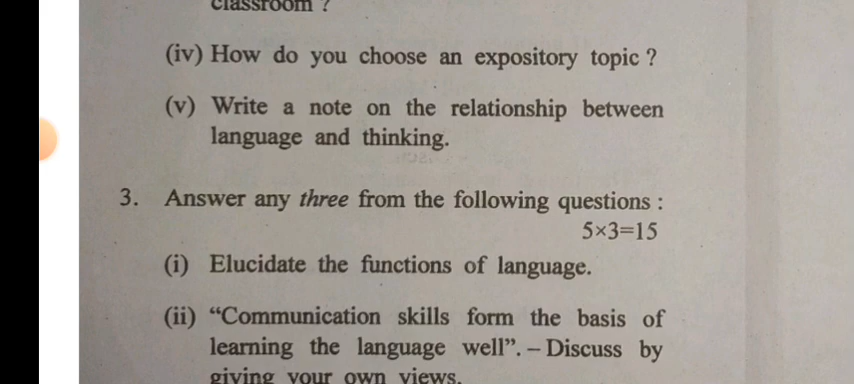 classroom ?
(iv) How do you choose an expository topic ?
(v) Write a note on the relationship between
language and thinking.
3. Answer any three from the following questions :
5×3=15
(i) Elucidate the functions of language.
(ii) “Communication skills form the basis of
learning the language well”. – Discuss by
giving your own views.